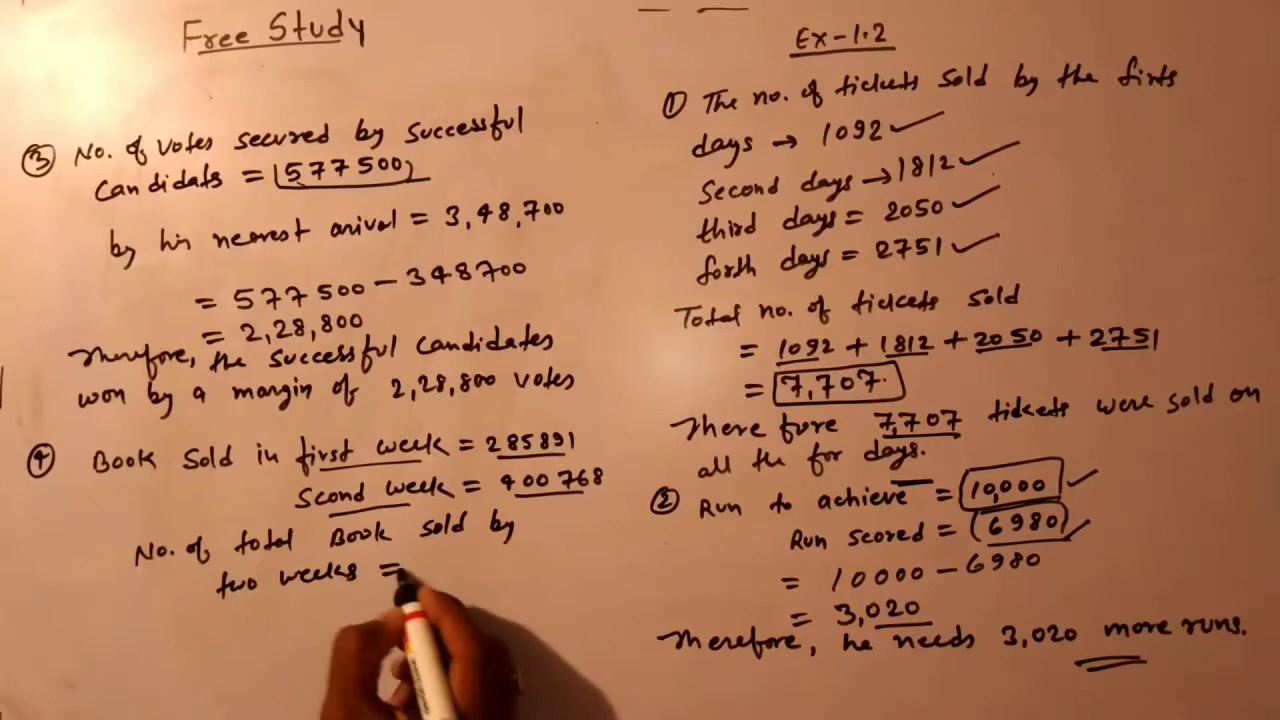 Free Study
③ No. of votes secured by successful
candidats = 577500
by his nearest arival = 3,48,700
= 577500 - 348700
= 2,28,800
Therefore, the successful candidates
won by a margin of 2,28,800 votes
④ Book sold in first week = 285891
Scond week = 400768
No. of total Book sold by
two weeks =
Ex-1.2
① The no. of tickets sold by the firts
days → 1092 ✓
Second days → 1812 ✓
third days = 2050 ✓
forth days = 2751 ✓
Total no. of tickets sold
= 1092 + 1812 + 2050 + 2751
= 7,707.
There fore 7,707 tickets were sold on
all the for days.
② Run to achieve = 10,000 ✓
Run scored = 6980 ✓
= 10000 - 6980
= 3,020
Therefore, he needs 3,020 more runs.